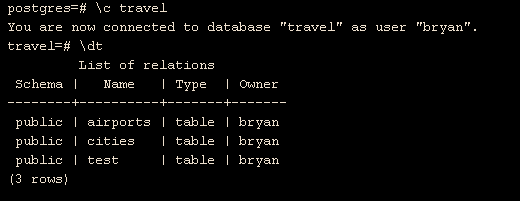 postgres=# \c travel
You are now connected to database "travel" as user "bryan".
travel=# \dt
         List of relations
 Schema |   Name   | Type  | Owner
--------+----------+-------+-------
 public | airports | table | bryan
 public | cities   | table | bryan
 public | test     | table | bryan
(3 rows)